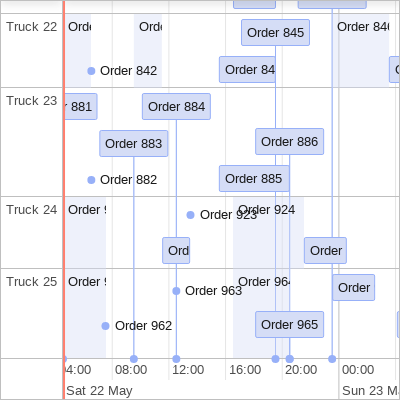 Truck 22
Order 845
Order 842
Truck 23
881
Order 884
Order 883
Order 886
Order 882
Order 885
Truck 24
Order 923
Order 924
Order
Truck 25
Order 963
Order
Order 962
Order 965
4:00 08:00 12:00 16:00 20:00 00:00
Sat 22 May Sun 23 M